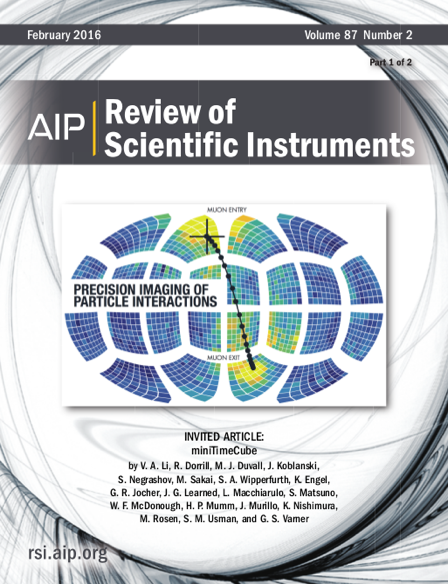 February 2016
Volume 87 Number 2
Part 1 of 2
AIP
Review of
Scientific Instruments
MUON ENTRY
PRECISION IMAGING OF
PARTICLE INTERACTIONS
MUON EXIT
INVITED ARTICLE:
miniTimeCube
by V. A. Li, R. Dorrill, M. J. Duvall, J. Koblanski,
S. Negrashov, M. Sakai, S. A. Wipperfurth, K. Engel,
G. R. Jocher, J. G. Learned, L. Macchiarulo, S. Matsuno,
W. F. McDonough, H. P. Mumm, J. Murillo, K. Nishimura,
M. Rosen, S. M. Usman, and G. S. Varner
rsi.aip.org